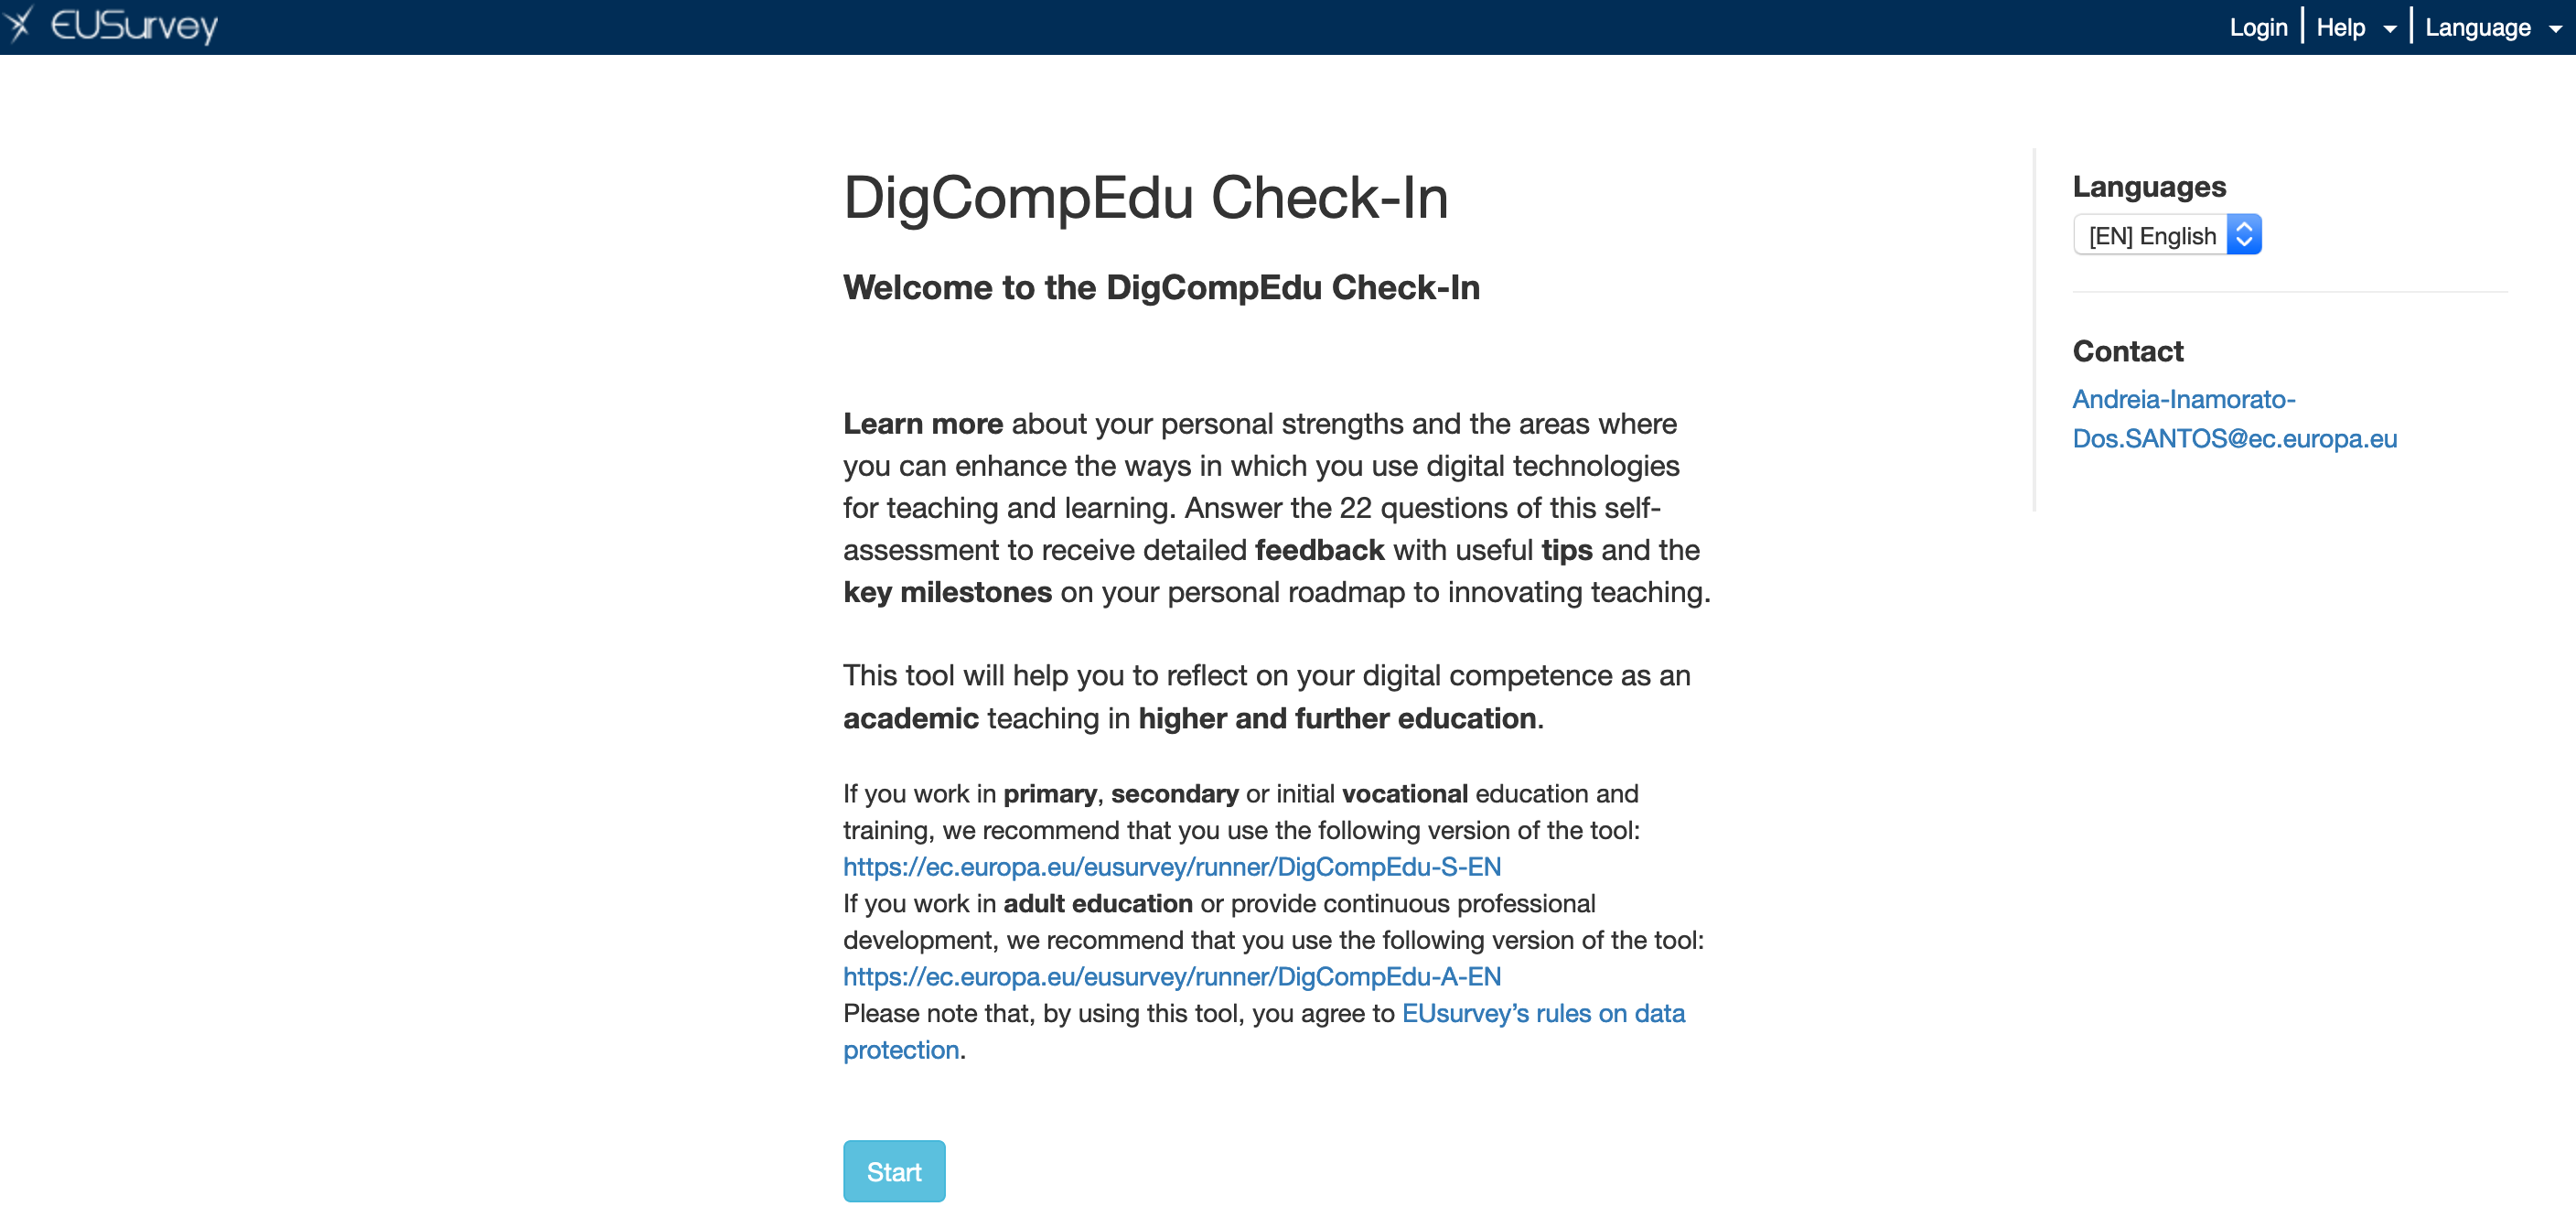 EUSurvey
Login Help Language
DigCompEdu Check-In
Welcome to the DigCompEdu Check-In
Learn more about your personal strengths and the areas where
you can enhance the ways in which you use digital technologies
for teaching and learning. Answer the 22 questions of this self-
assessment to receive detailed feedback with useful tips and the
key milestones on your personal roadmap to innovating teaching.
This tool will help you to reflect on your digital competence as an
academic teaching in higher and further education.
If you work in primary, secondary or initial vocational education and
training, we recommend that you use the following version of the tool:
https://ec.europa.eu/eusurvey/runner/DigCompEdu-S-EN
If you work in adult education or provide continuous professional
development, we recommend that you use the following version of the tool:
https://ec.europa.eu/eusurvey/runner/DigCompEdu-A-EN
Please note that, by using this tool, you agree to EUsurvey’s rules on data
protection.
Start
Languages
[EN] English
Contact
Andreia-Inamorato-
Dos.SANTOS@ec.europa.eu